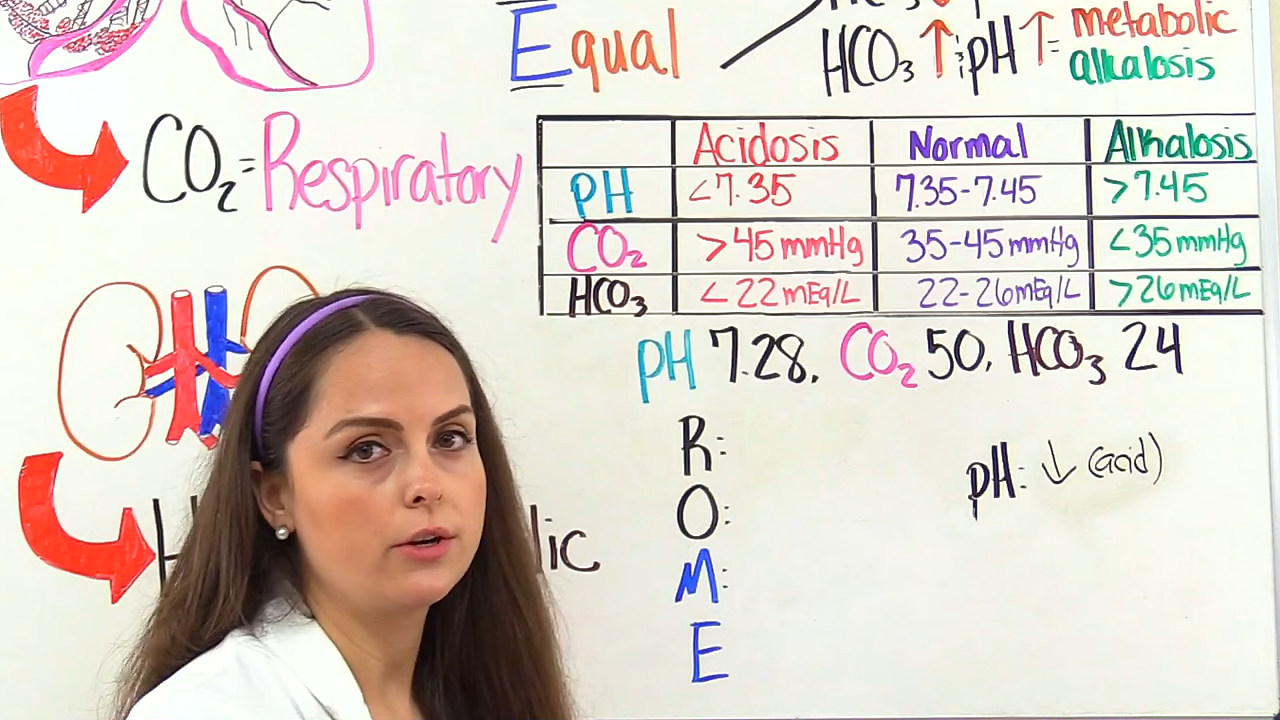 HCO₃ ↑ : pH ↑ = metabolic alkalosis
Equal
CO₂ = Respiratory
Acidosis Normal Alkalosis
PH <7.35 7.35-7.45 >7.45
CO₂ >45 mmHg 35-45 mmHg <35 mmHg
HCO₃ <22 mEq/L 22-26 mEq/L >26 mEq/L
pH 7.28, CO₂ 50, HCO₃ 24
R:
O:
M:
E
pH: ↓ (acid)